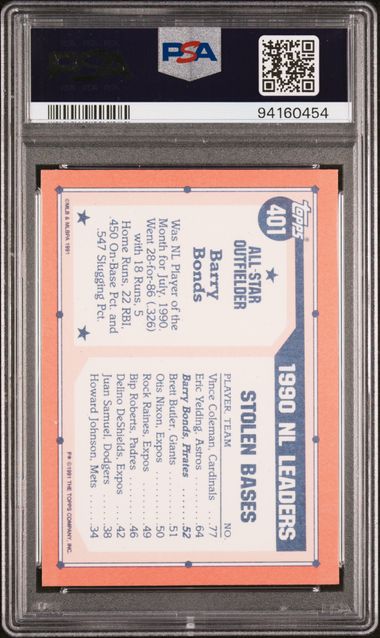 PSA
PSA
94160454
Topps
401
ALL-STAR
OUTFIELDER
Barry
Bonds
Was NL Player of the
Month for July, 1990.
Went 28-for-86 (.326)
with 18 Runs, 5
Home Runs, 22 RBI,
.450 On-Base Pct and
.547 Slugging Pct.
1990 NL LEADERS
STOLEN BASES
PLAYER, TEAM NO.
Vince Coleman, Cardinals . . . 77
Eric Yelding, Astros . . . . . . . 64
Barry Bonds, Pirates . . . . . 52
Brett Butler, Giants . . . . . . . 51
Otis Nixon, Expo . . . . . . . . 50
Rock Raines, Expos . . . . . . 49
Bip Roberts, Padres . . . . . . 46
Delino DeShields, Expo . . . . 42
Juan Samuel, Dodgers . . . . 38
Howard Johnson, Mets . . . . 34
©MLB & MLBPA 1991
F* © 1991 THE TOPPS COMPANY, INC.